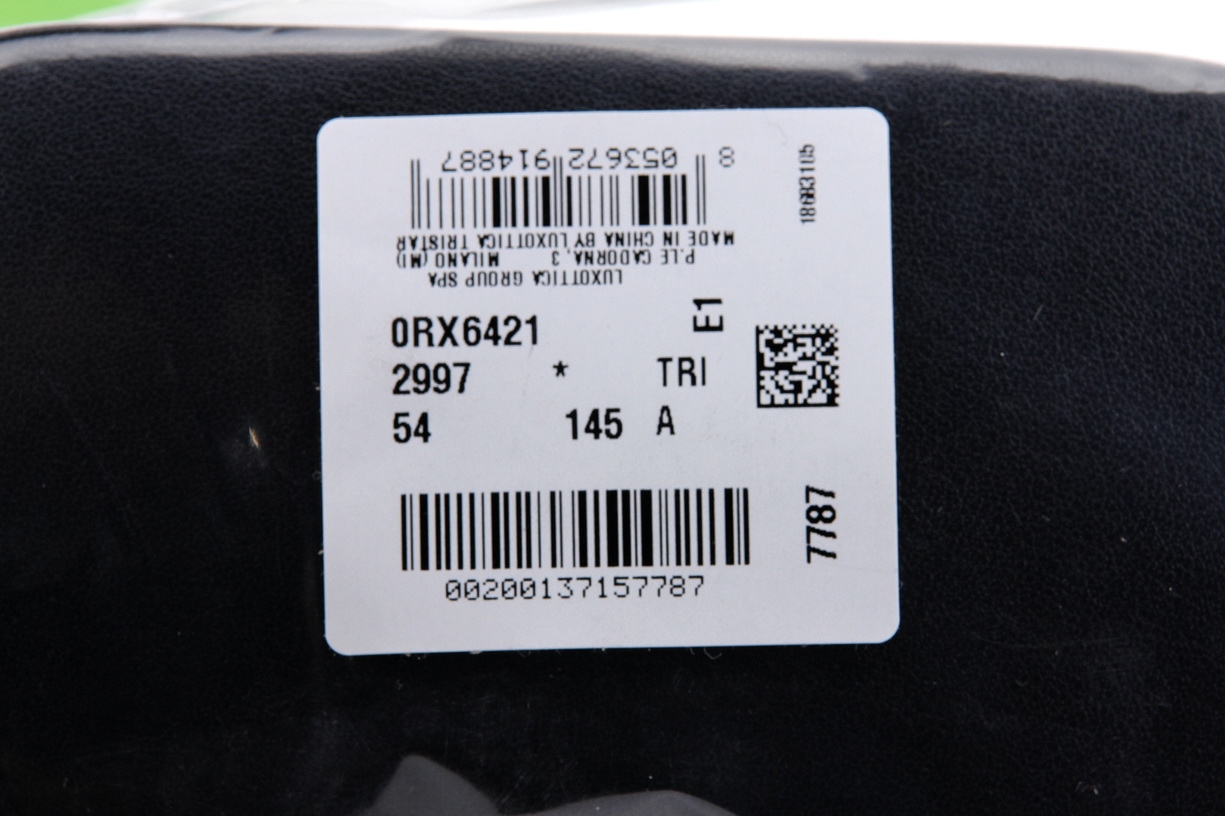 8 053672 914887
MADE IN CHINA BY LUXOTTICA TRISTAR
P.LE CADORNA, 3 MILANO (MI)
LUXOTTICA GROUP SPA
0RX6421
E1
2997 * TRI
54 145 A
7787
00200137157787